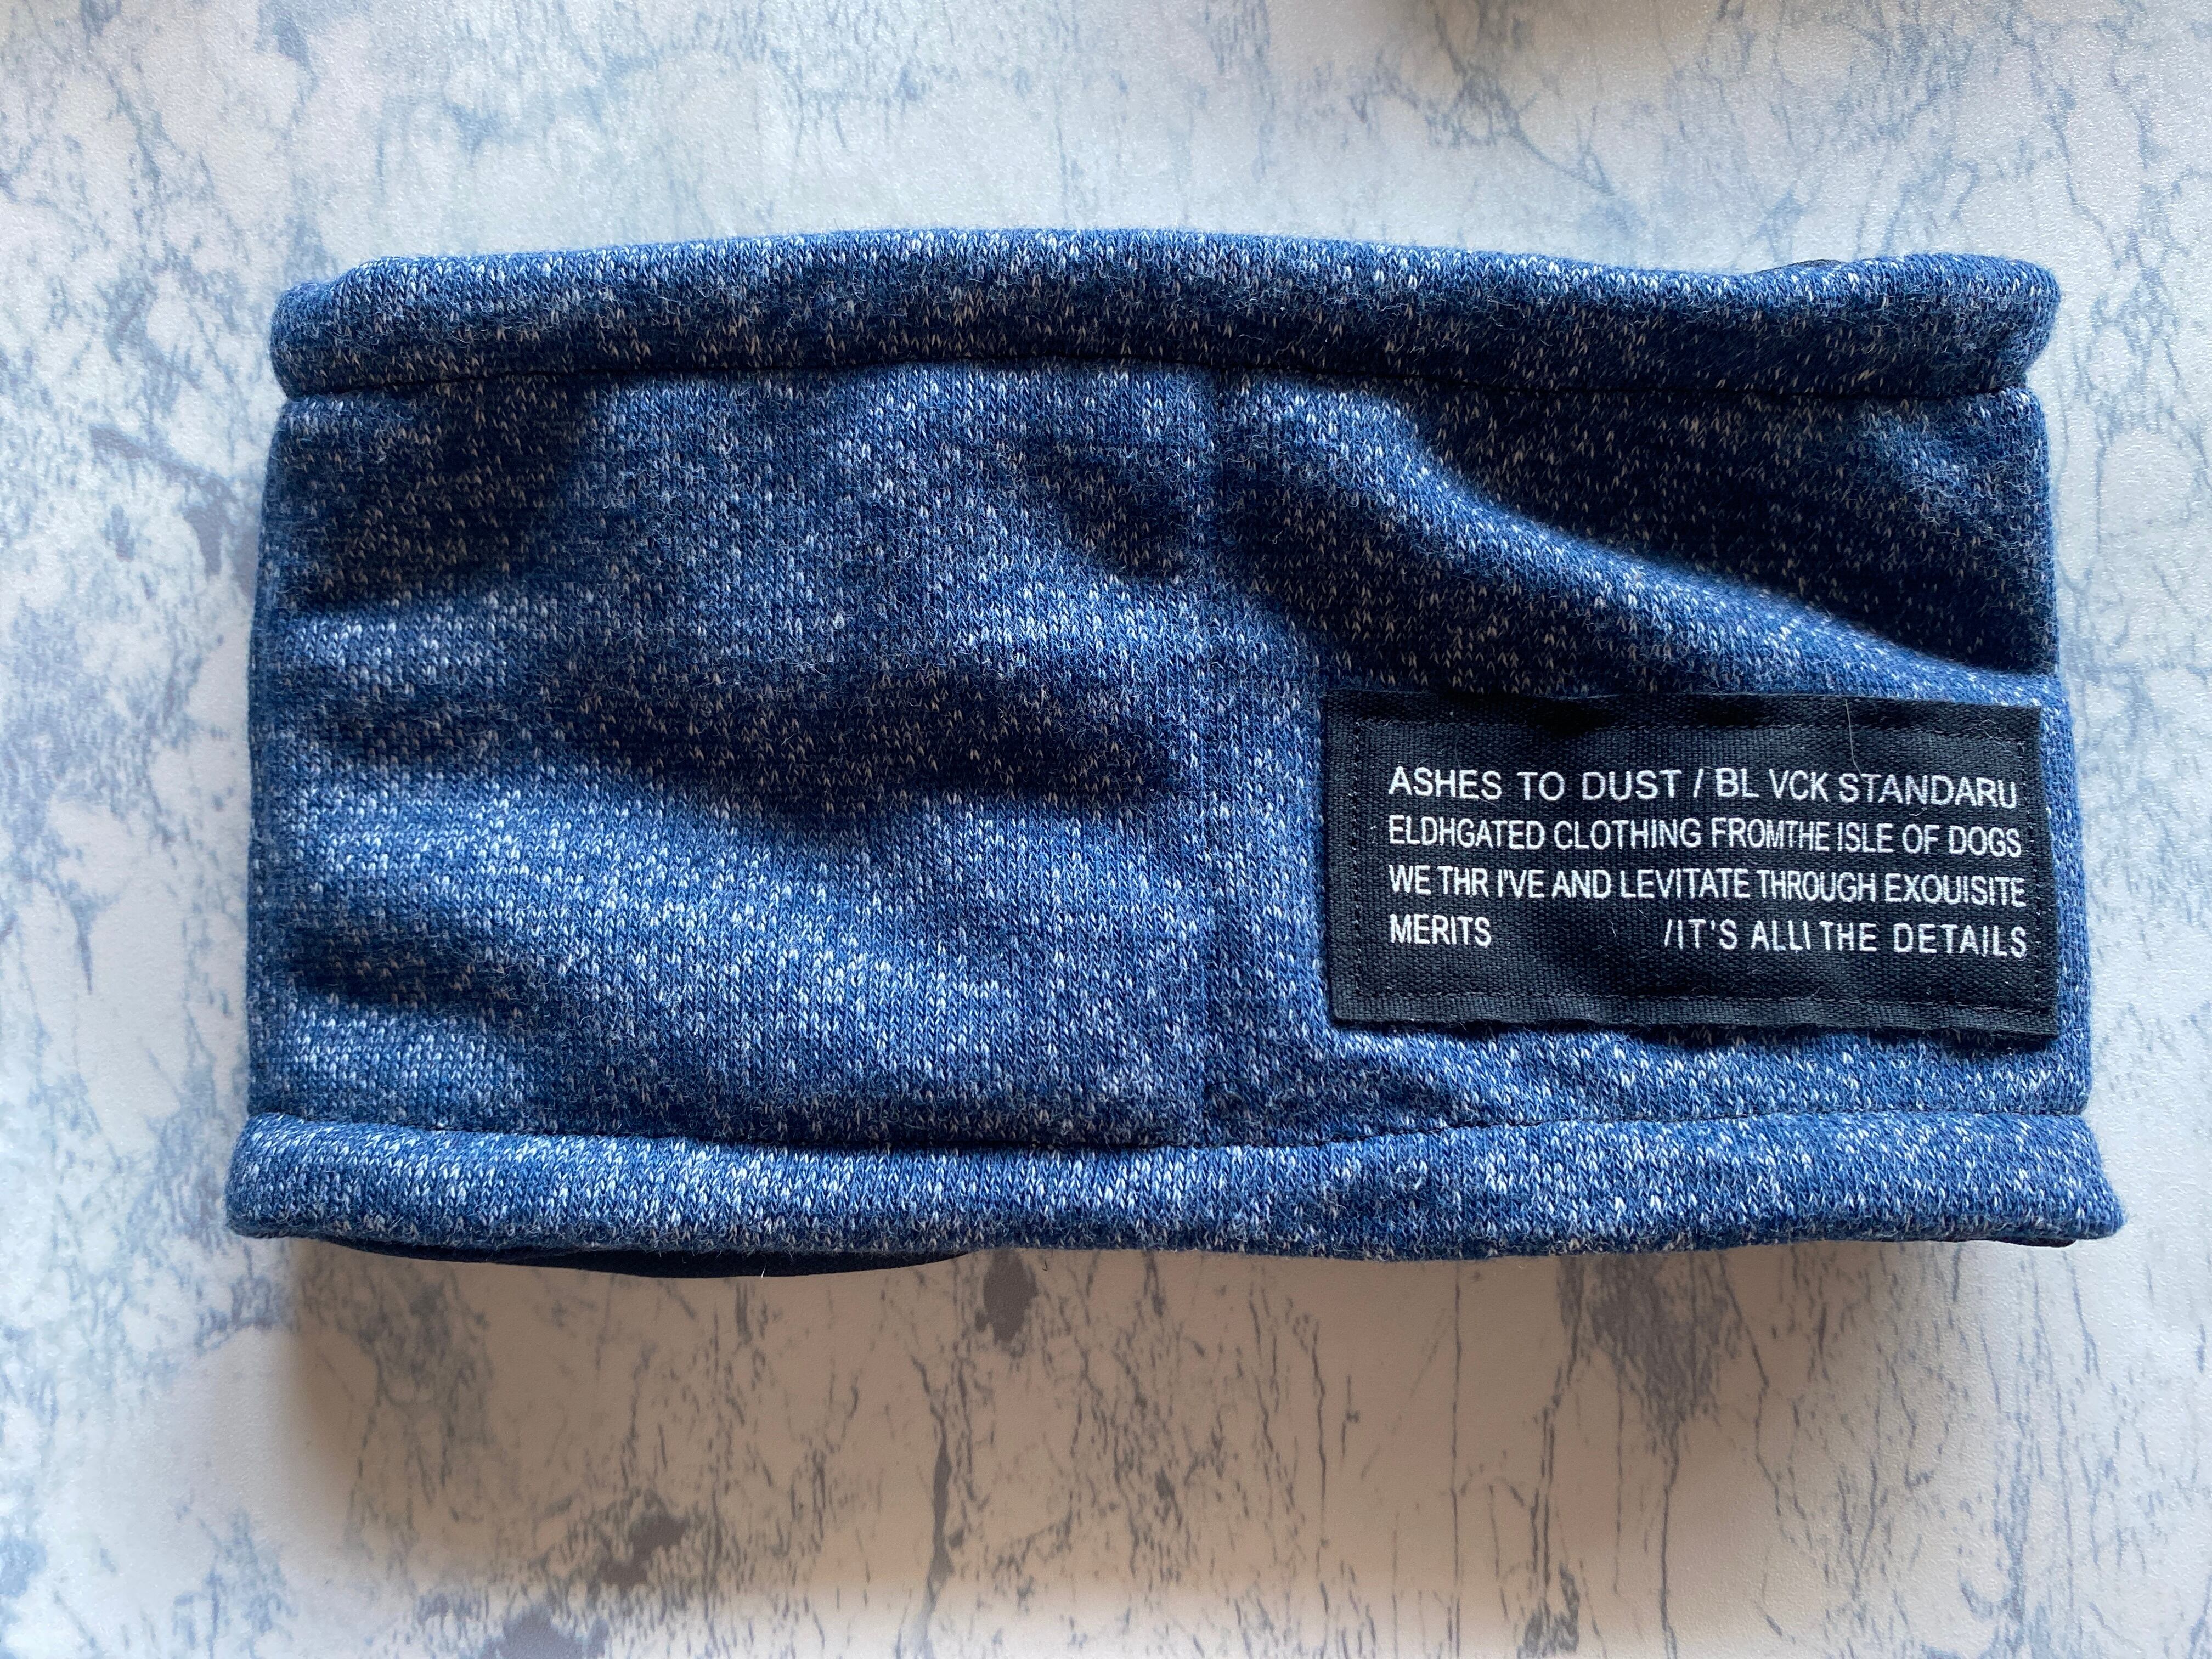 ASHES TO DUST / BL VCK STANDARU
ELDHGATED CLOTHING FROMTHE ISLE OF DOGS
WE THR I'VE AND LEVITATE THROUGH EXOUISITE
MERITS /IT'S ALLI THE DETAILS